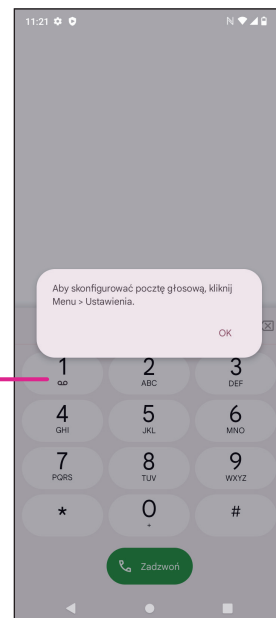 11:21
Aby skonfigurować pocztę głosową, kliknij
Menu > Ustawienia.
OK
1 2 3
ABC DEF
4 5 6
GHI JKL MNO
7 8 9
PQRS TUV WXYZ
* 0 #
+
Zadzwoń